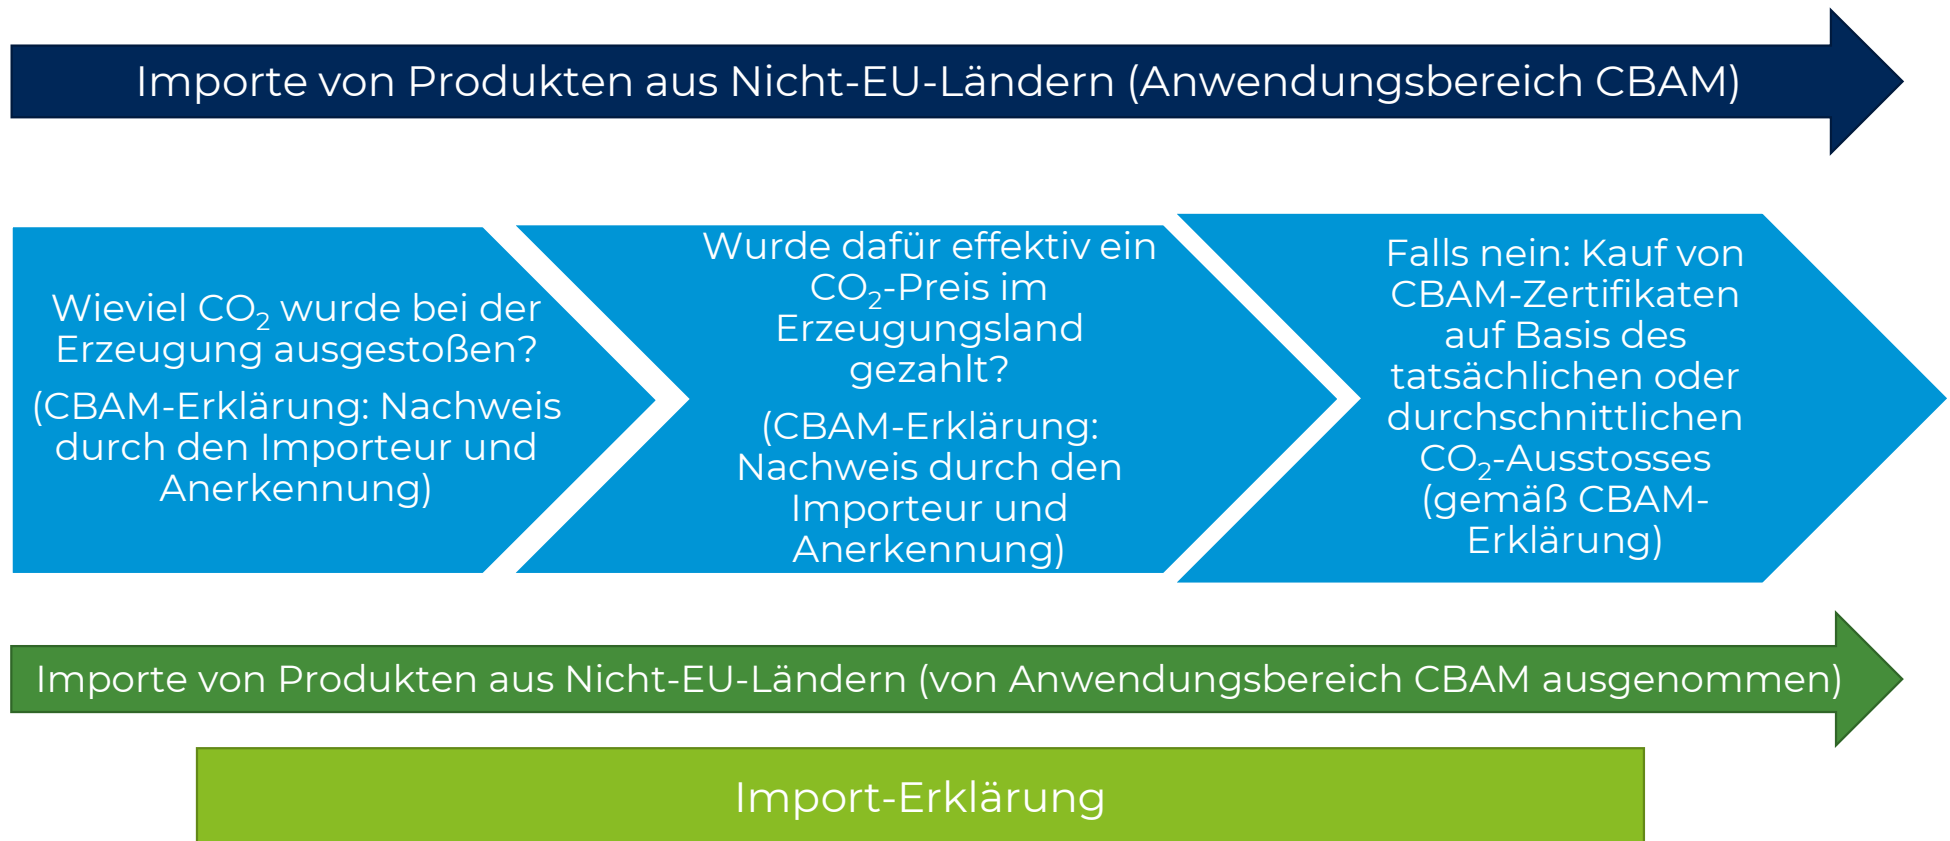 Importe von Produkten aus Nicht-EU-Ländern (Anwendungsbereich CBAM)
Wieviel CO₂ wurde bei der
Erzeugung ausgestoßen?
(CBAM-Erklärung: Nachweis
durch den Importeur und
Anerkennung)
Wurde dafür effektiv ein
CO₂-Preis im
Erzeugungsland
gezahlt?
(CBAM-Erklärung:
Nachweis durch den
Importeur und
Anerkennung)
Falls nein: Kauf von
CBAM-Zertifikaten
auf Basis des
tatsächlichen oder
durchschnittlichen
CO₂-Ausstosses
(gemäß CBAM-
Erklärung)
Importe von Produkten aus Nicht-EU-Ländern (von Anwendungsbereich CBAM ausgenommen)
Import-Erklärung